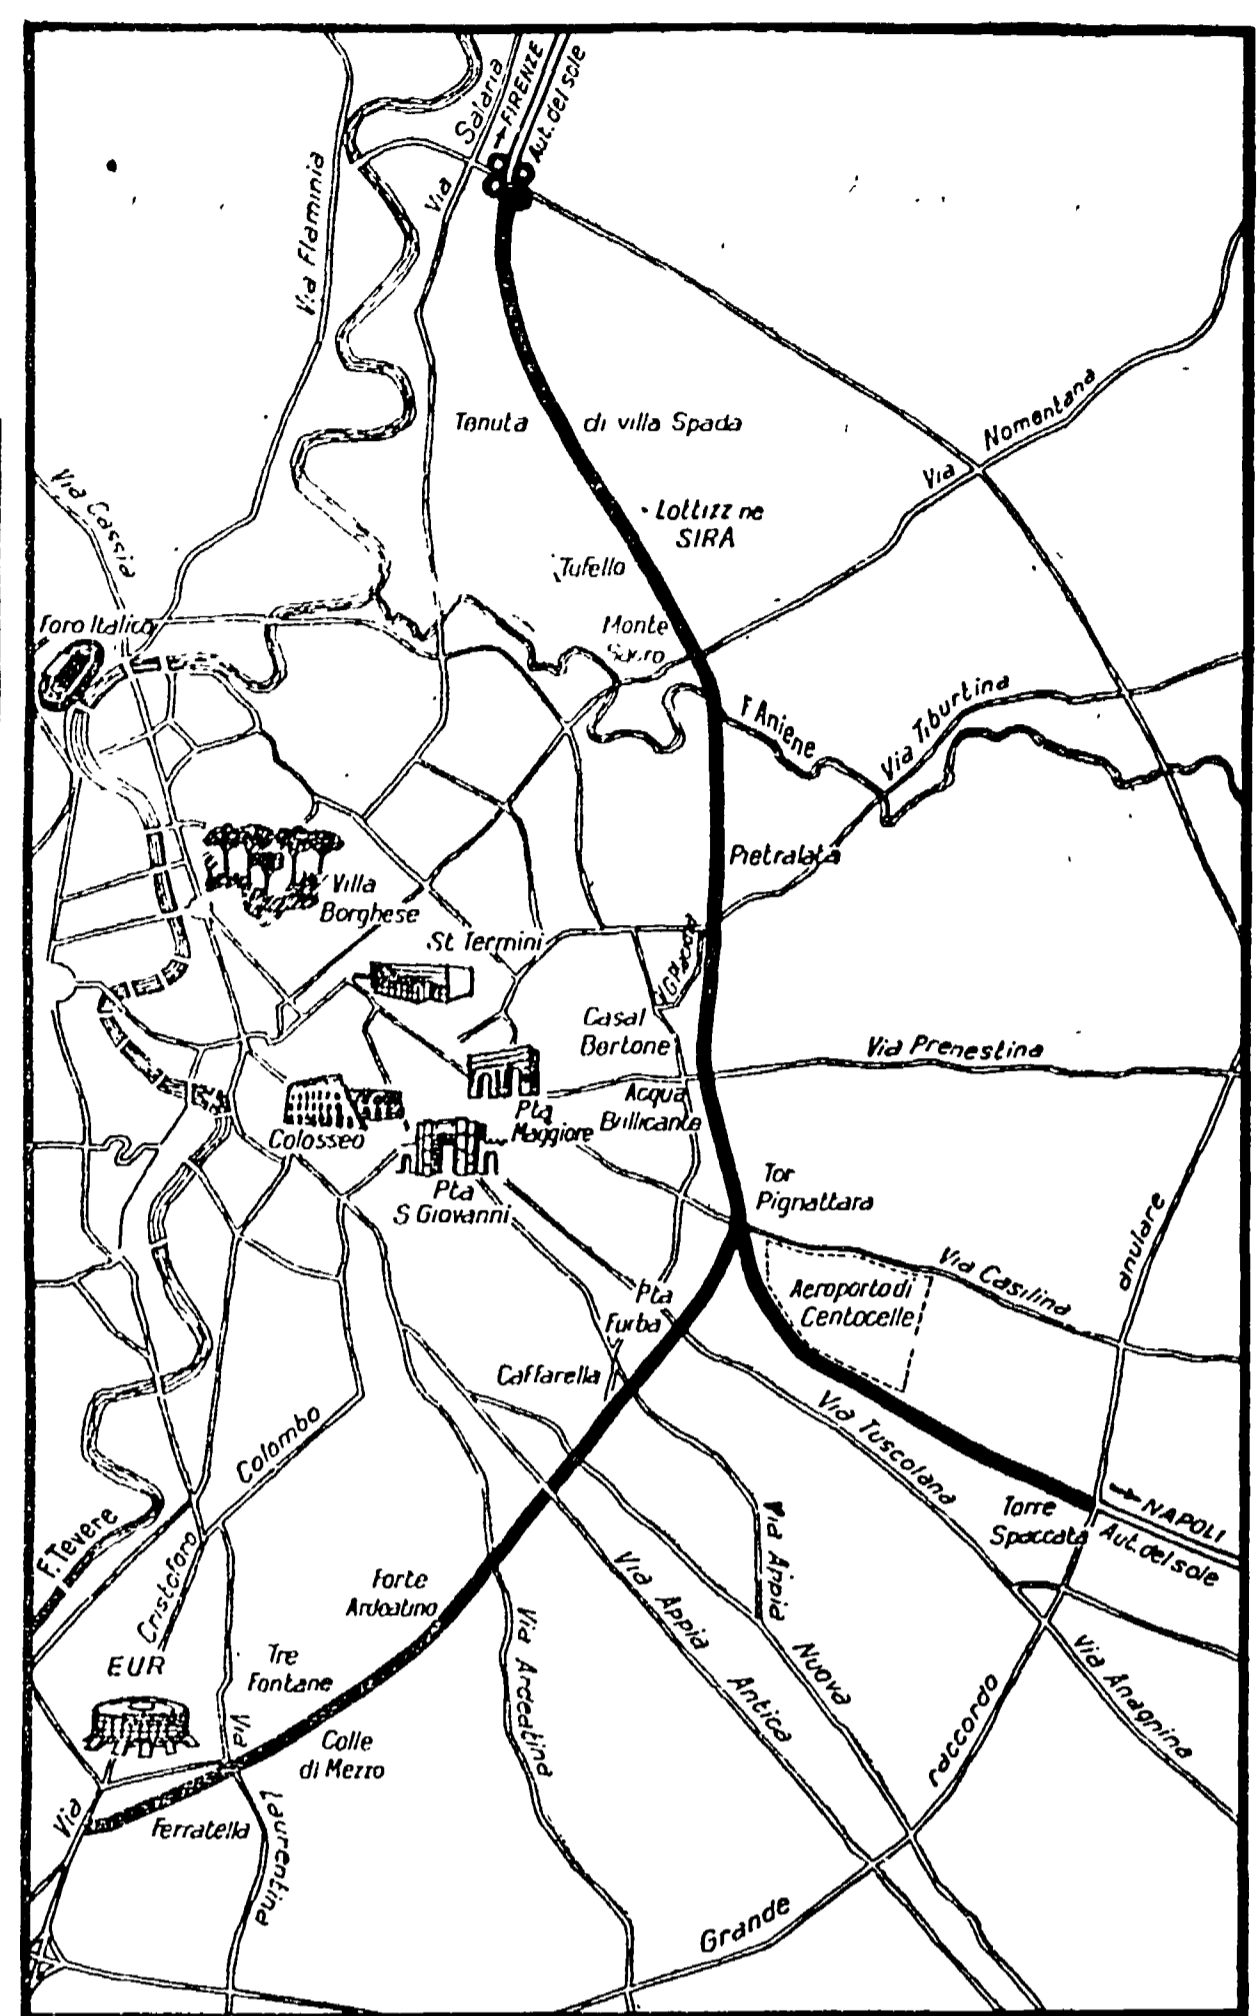 FIRENZE
Aut. del sole
Via Salaria
Via Flaminia
Tenuta di villa Spada
Via Nomentana
Via Cassia
Lottizz ne
SIRA
Tufello
Foro Italico
Monte
Sacro
F Aniene
Via Tiburtina
Pietralata
Villa
Borghese
St. Termini
Casal
Bertone
Via Prenestina
Acqua
Bullicante
Pta
Maggiore
Colosseo
Pta
S Giovanni
Tor
Pignattara
anulare
Via Casilina
Aeroporto di
Centocelle
Pta
Furba
Caffarella
Via Tuscolana
Colombo
Cristoforo
Via
F. Tevere
Torre
Spaccata
NAPOLI
Aut. del sole
Via Appia
Nuova
Via Appia
Antica
Forte
Ardeatino
Via Ardeatina
Via Anagnina
EUR
Tre
Fontane
Colle
di Mezzo
Via
Laurentina
Ferratella
raccordo
Grande